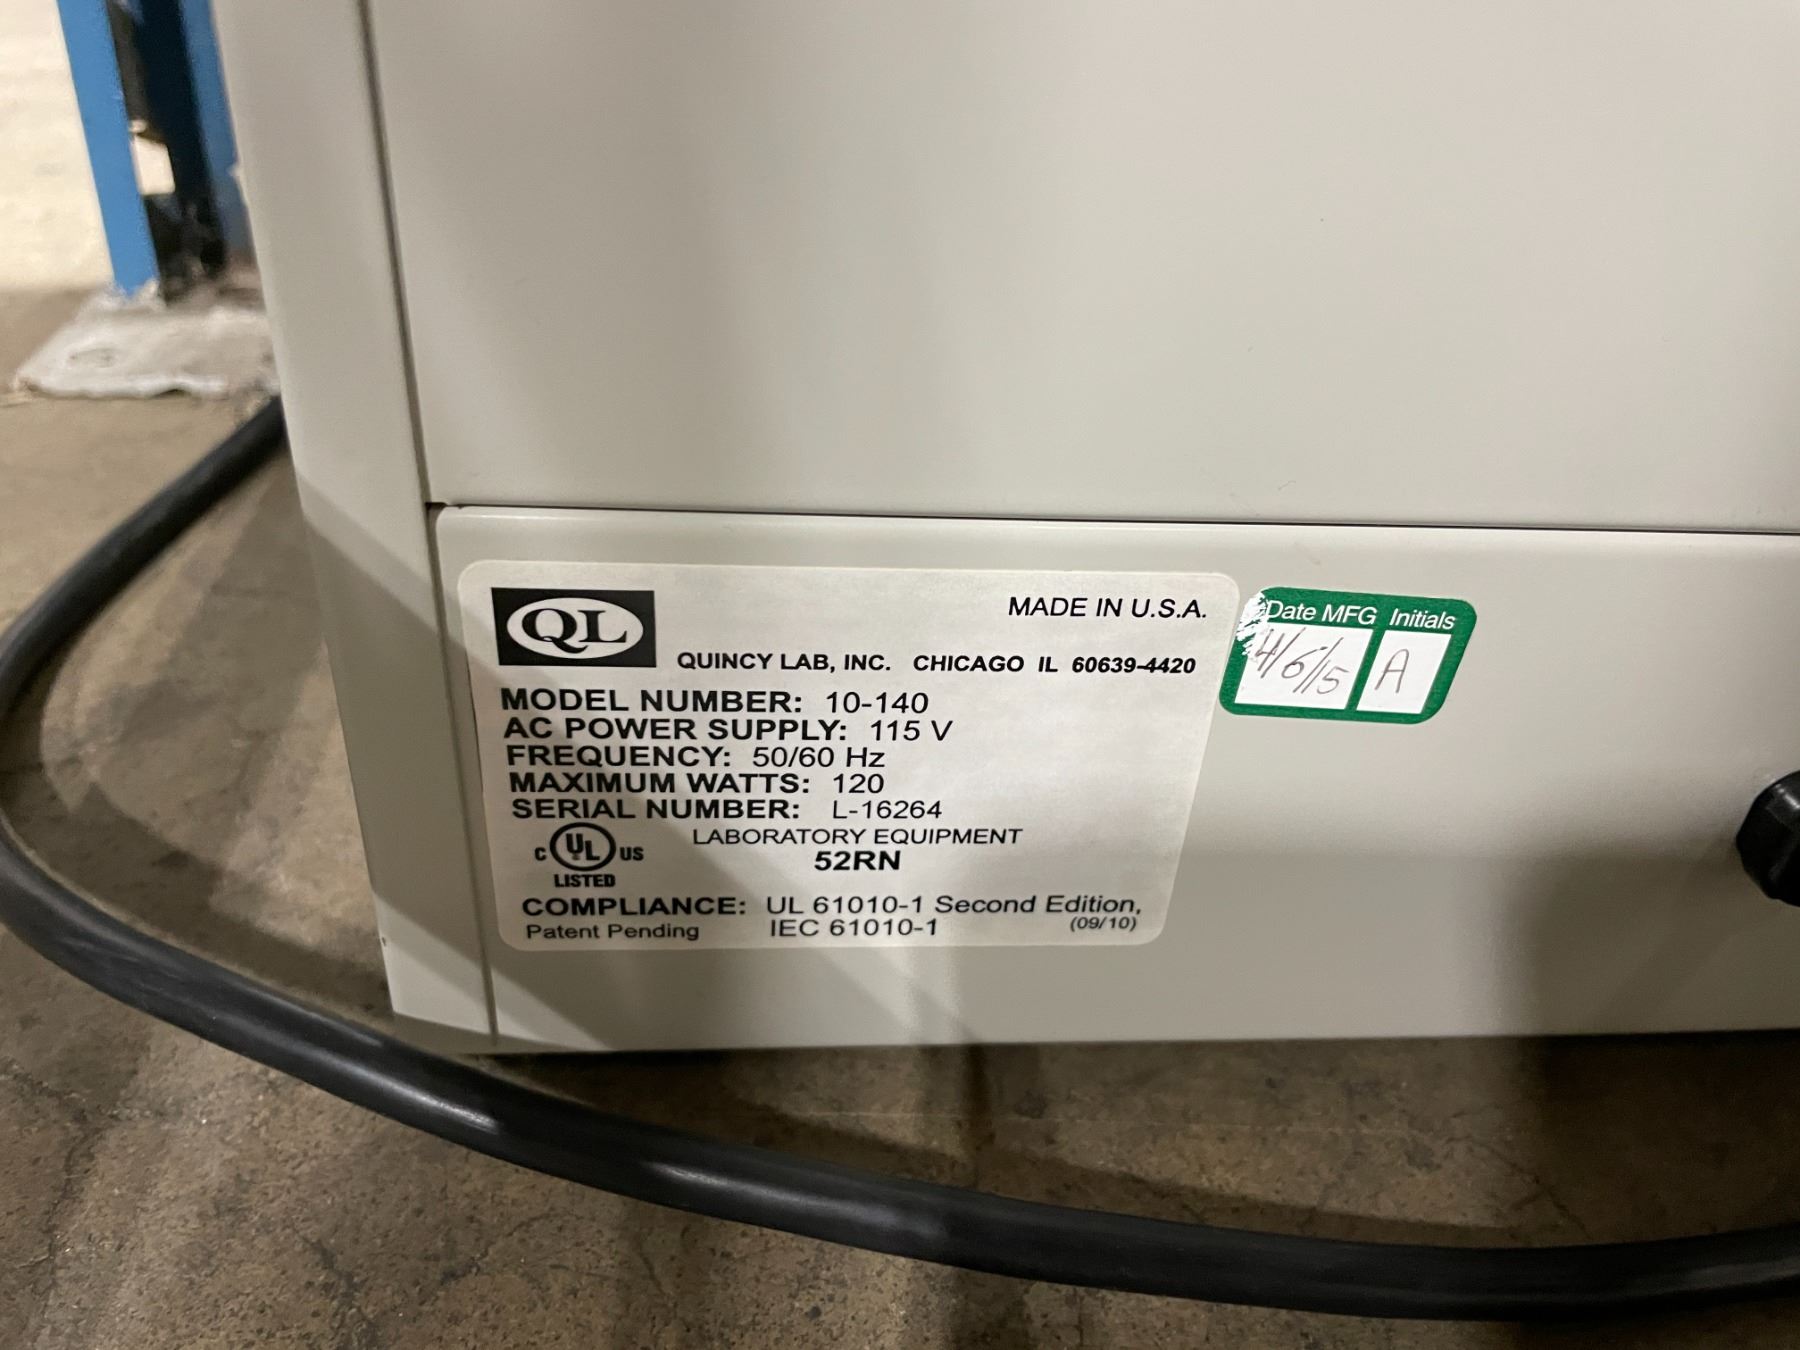 QL
MADE IN U.S.A.
QUINCY LAB, INC. CHICAGO IL 60639-4420
MODEL NUMBER: 10-140
AC POWER SUPPLY: 115 V
FREQUENCY: 50/60 Hz
MAXIMUM WATTS: 120
SERIAL NUMBER: L-16264
C UL US
LISTED
LABORATORY EQUIPMENT
52RN
COMPLIANCE: UL 61010-1 Second Edition,
Patent Pending IEC 61010-1 (09/10)
Date MFG Initials
4/6/15 A